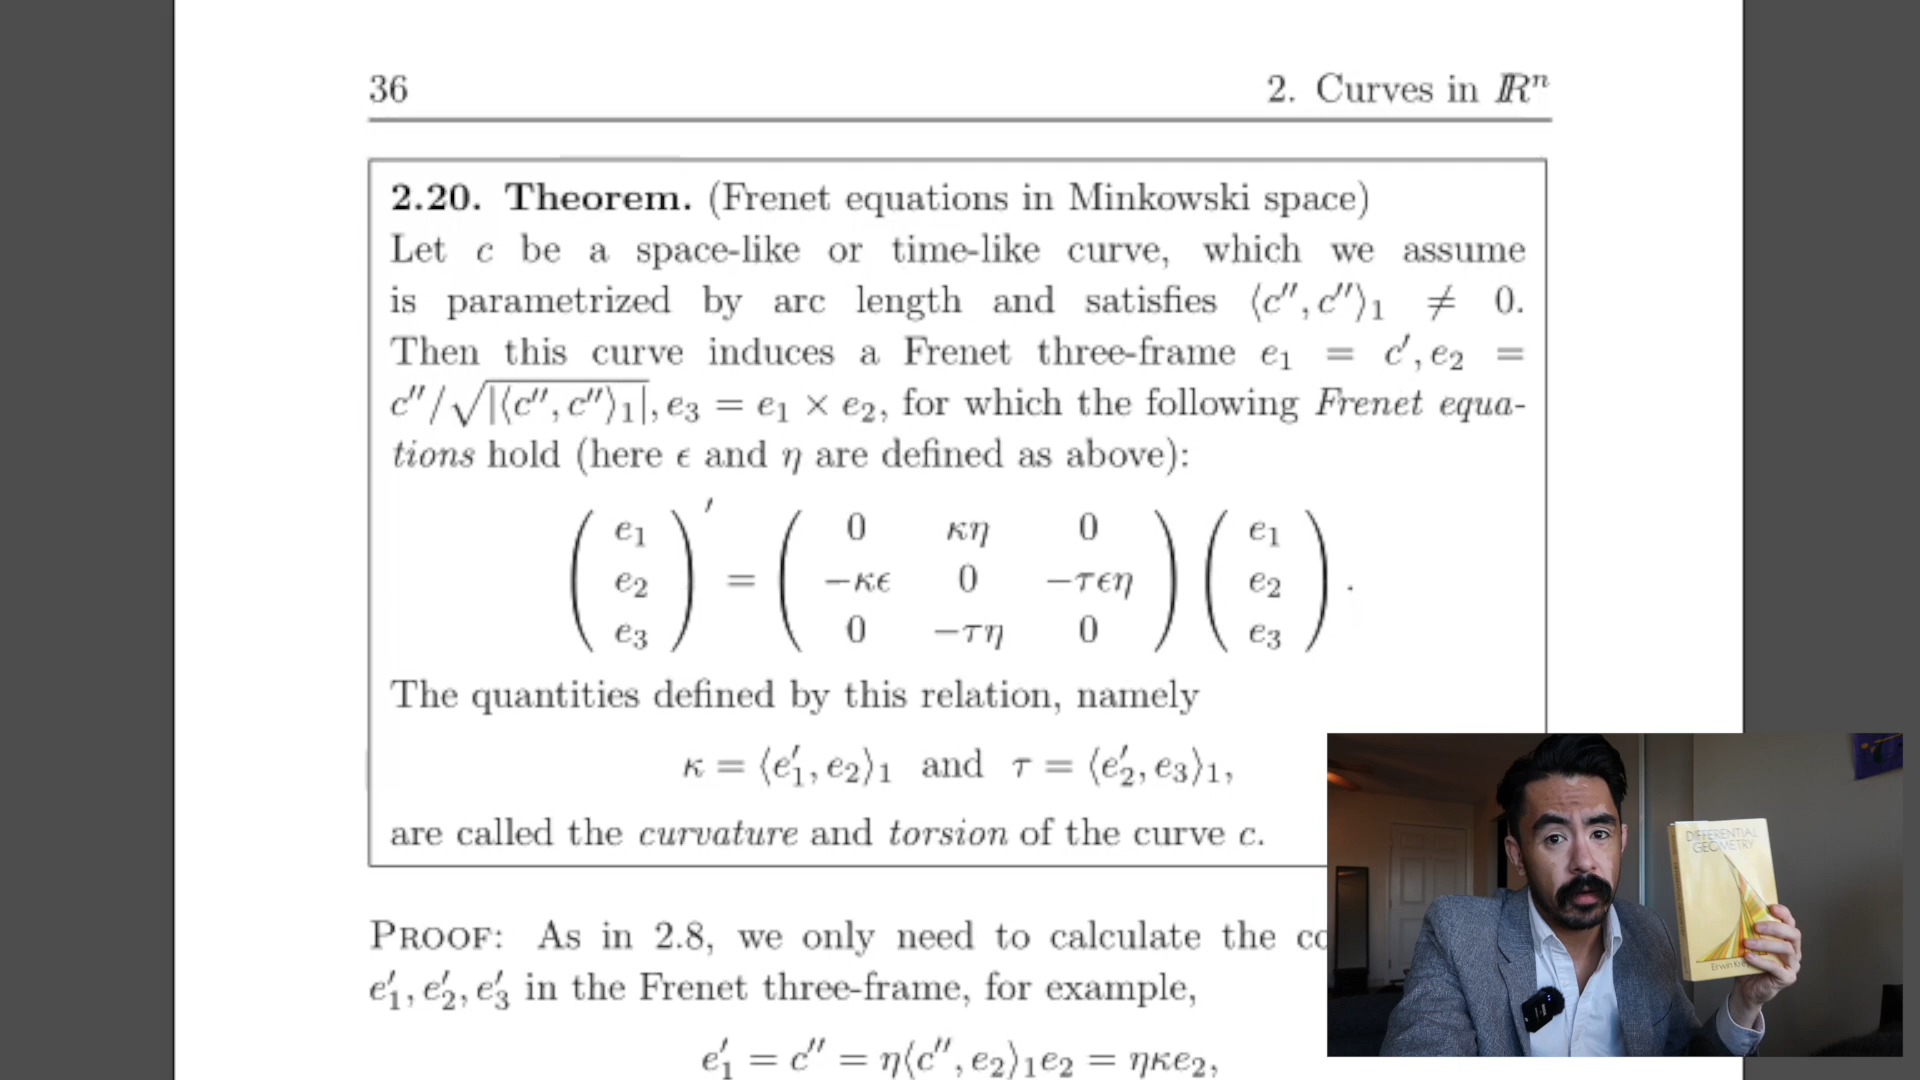 36 2. Curves in ℝⁿ
2.20. Theorem. (Frenet equations in Minkowski space)
Let c be a space-like or time-like curve, which we assume
is parametrized by arc length and satisfies ⟨c″, c″⟩₁ ≠ 0.
Then this curve induces a Frenet three-frame e₁ = c′, e₂ =
c″/√|⟨c″, c″⟩₁|, e₃ = e₁ × e₂, for which the following Frenet equa-
tions hold (here ϵ and η are defined as above):
( e₁ )′ ( 0 κη 0 ) ( e₁ )
( e₂ ) = ( −κϵ 0 −τϵη ) ( e₂ ) .
( e₃ ) ( 0 −τη 0 ) ( e₃ )
The quantities defined by this relation, namely
κ = ⟨e₁′, e₂⟩₁ and τ = ⟨e₂′, e₃⟩₁,
are called the curvature and torsion of the curve c.
PROOF: As in 2.8, we only need to calculate the
e₁′, e₂′, e₃′ in the Frenet three-frame, for example,
e₁′ = c″ = η⟨c″, e₂⟩₁e₂ = ηκe₂,
DIFFERENTIAL
GEOMETRY
Erwin